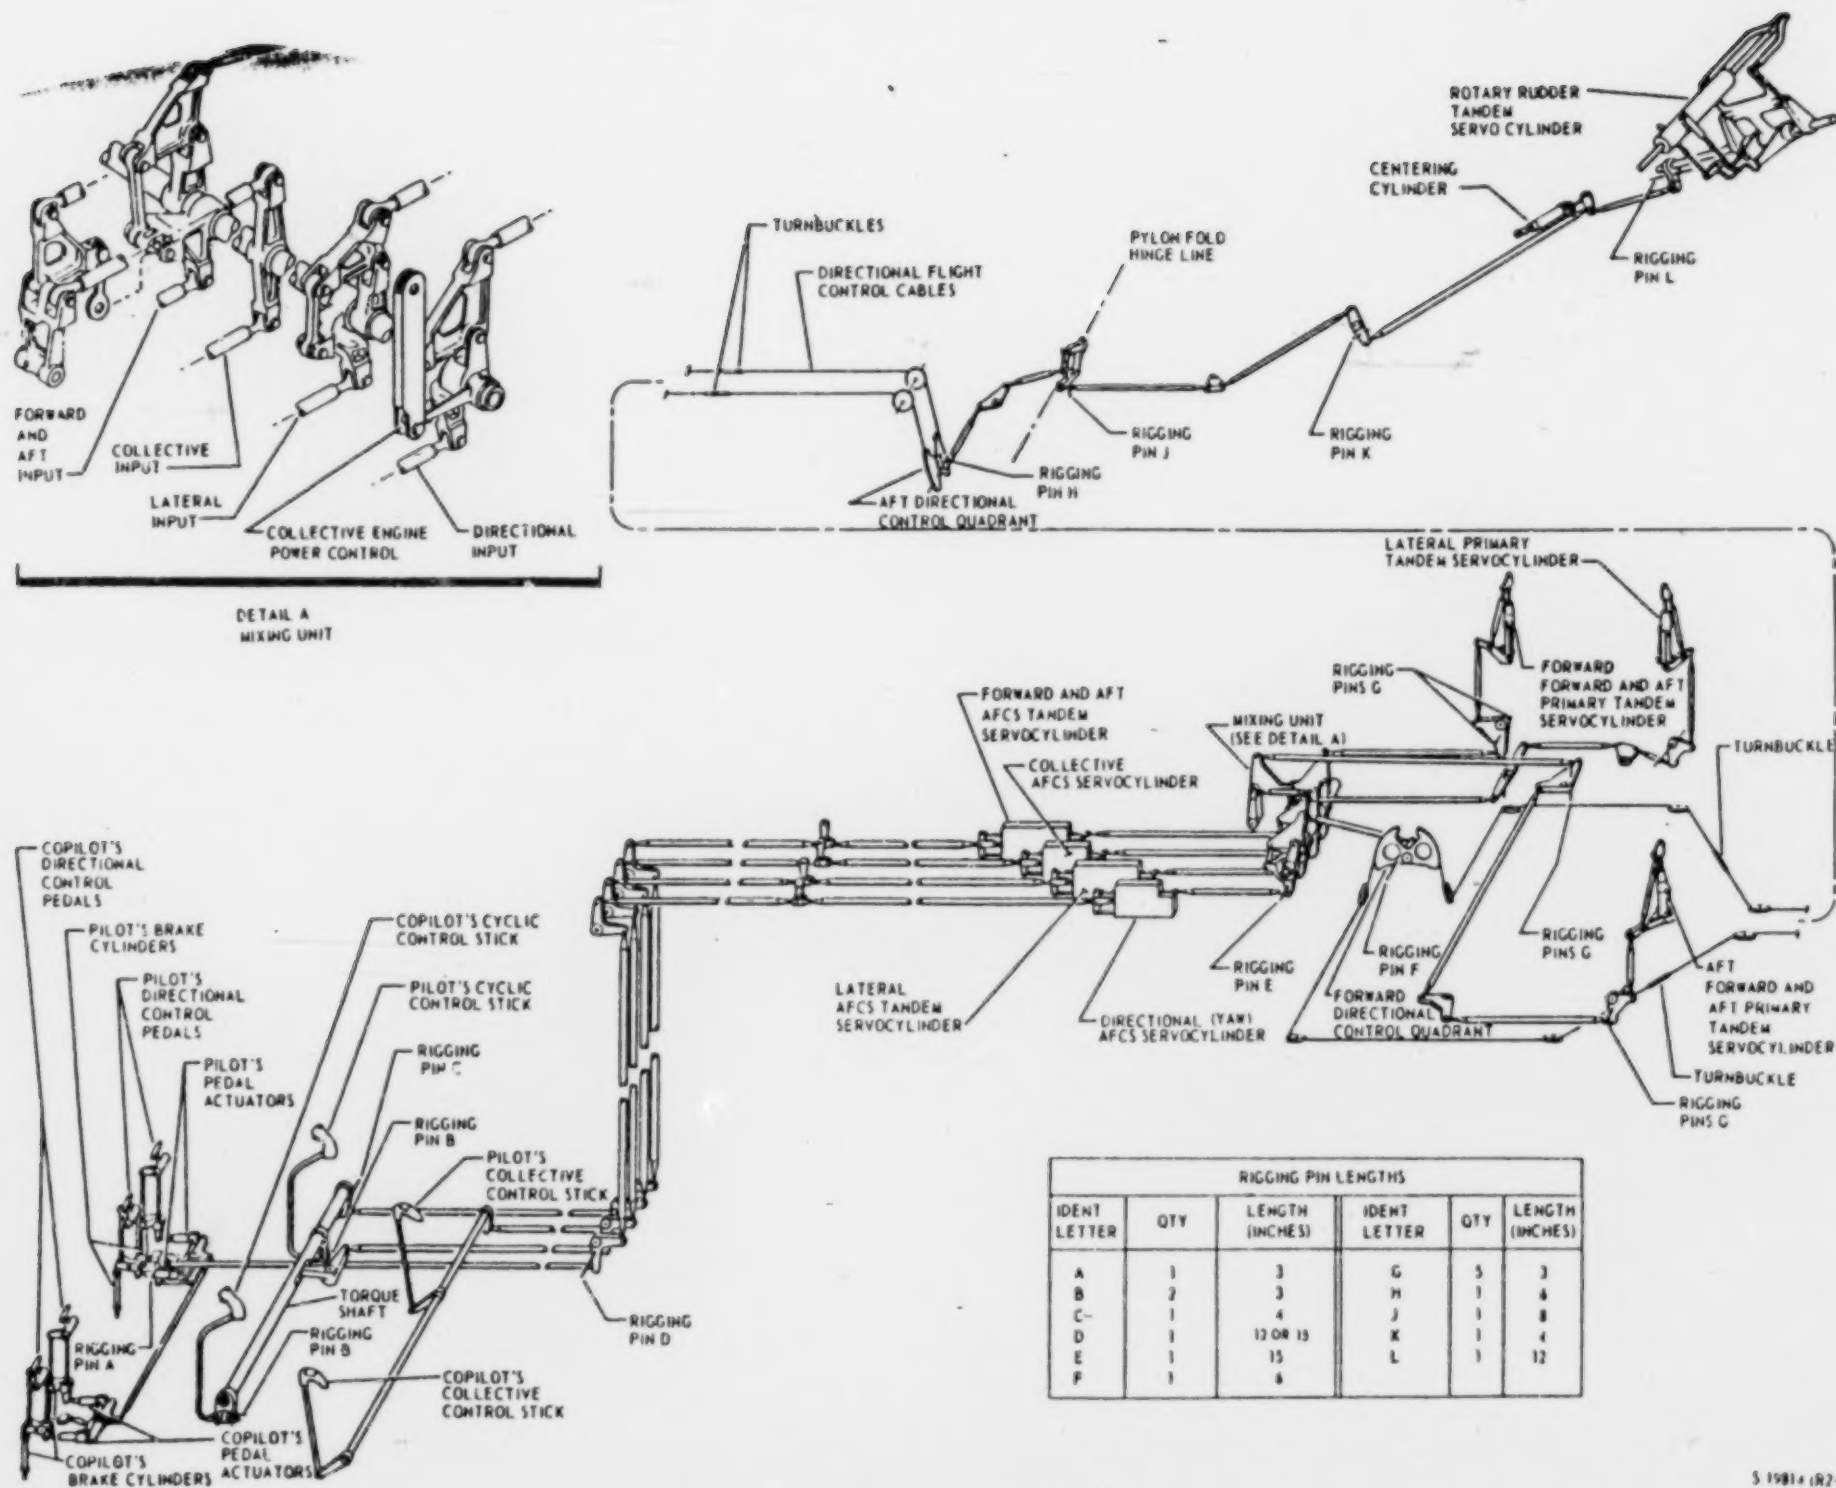 ROTARY RUDDER
TANDEM
SERVO CYLINDER
CENTERING
CYLINDER
TURNBUCKLES
PYLON FOLD
HINGE LINE
DIRECTIONAL FLIGHT
CONTROL CABLES
RIGGING
PIN L
RIGGING
PIN J
RIGGING
PIN K
RIGGING
PIN H
AFT DIRECTIONAL
CONTROL QUADRANT
FORWARD
AND
AFT
INPUT
COLLECTIVE
INPUT
LATERAL
INPUT
COLLECTIVE ENGINE
POWER CONTROL
DIRECTIONAL
INPUT
DETAIL A
MIXING UNIT
LATERAL PRIMARY
TANDEM SERVOCYLINDER
RIGGING
PINS G
FORWARD
FORWARD AND AFT
PRIMARY TANDEM
SERVOCYLINDER
FORWARD AND AFT
AFCS TANDEM
SERVOCYLINDER
MIXING UNIT
(SEE DETAIL A)
TURNBUCKLE
COLLECTIVE
AFCS SERVOCYLINDER
COPILOT'S
DIRECTIONAL
CONTROL
PEDALS
PILOT'S BRAKE
CYLINDERS
COPILOT'S CYCLIC
CONTROL STICK
PILOT'S
DIRECTIONAL
CONTROL
PEDALS
PILOT'S CYCLIC
CONTROL STICK
LATERAL
AFCS TANDEM
SERVOCYLINDER
DIRECTIONAL (YAW)
AFCS SERVOCYLINDER
RIGGING
PIN E
RIGGING
PIN F
FORWARD
DIRECTIONAL
CONTROL QUADRANT
RIGGING
PINS G
AFT
FORWARD AND
AFT PRIMARY
TANDEM
SERVOCYLINDER
TURNBUCKLE
RIGGING
PINS G
PILOT'S
PEDAL
ACTUATORS
RIGGING
PIN C
RIGGING
PIN B
PILOT'S
COLLECTIVE
CONTROL STICK
TORQUE
SHAFT
RIGGING
PIN B
RIGGING
PIN A
RIGGING
PIN D
COPILOT'S
COLLECTIVE
CONTROL STICK
COPILOT'S
PEDAL
ACTUATORS
COPILOT'S
BRAKE CYLINDERS
RIGGING PIN LENGTHS
IDENT LETTER QTY LENGTH (INCHES) IDENT LETTER QTY LENGTH (INCHES)
A 1 3 G 5 3
B 2 3 H 1 6
C 1 4 J 1 8
D 1 12 OR 15 K 1 4
E 1 15 L 1 12
F 1 6